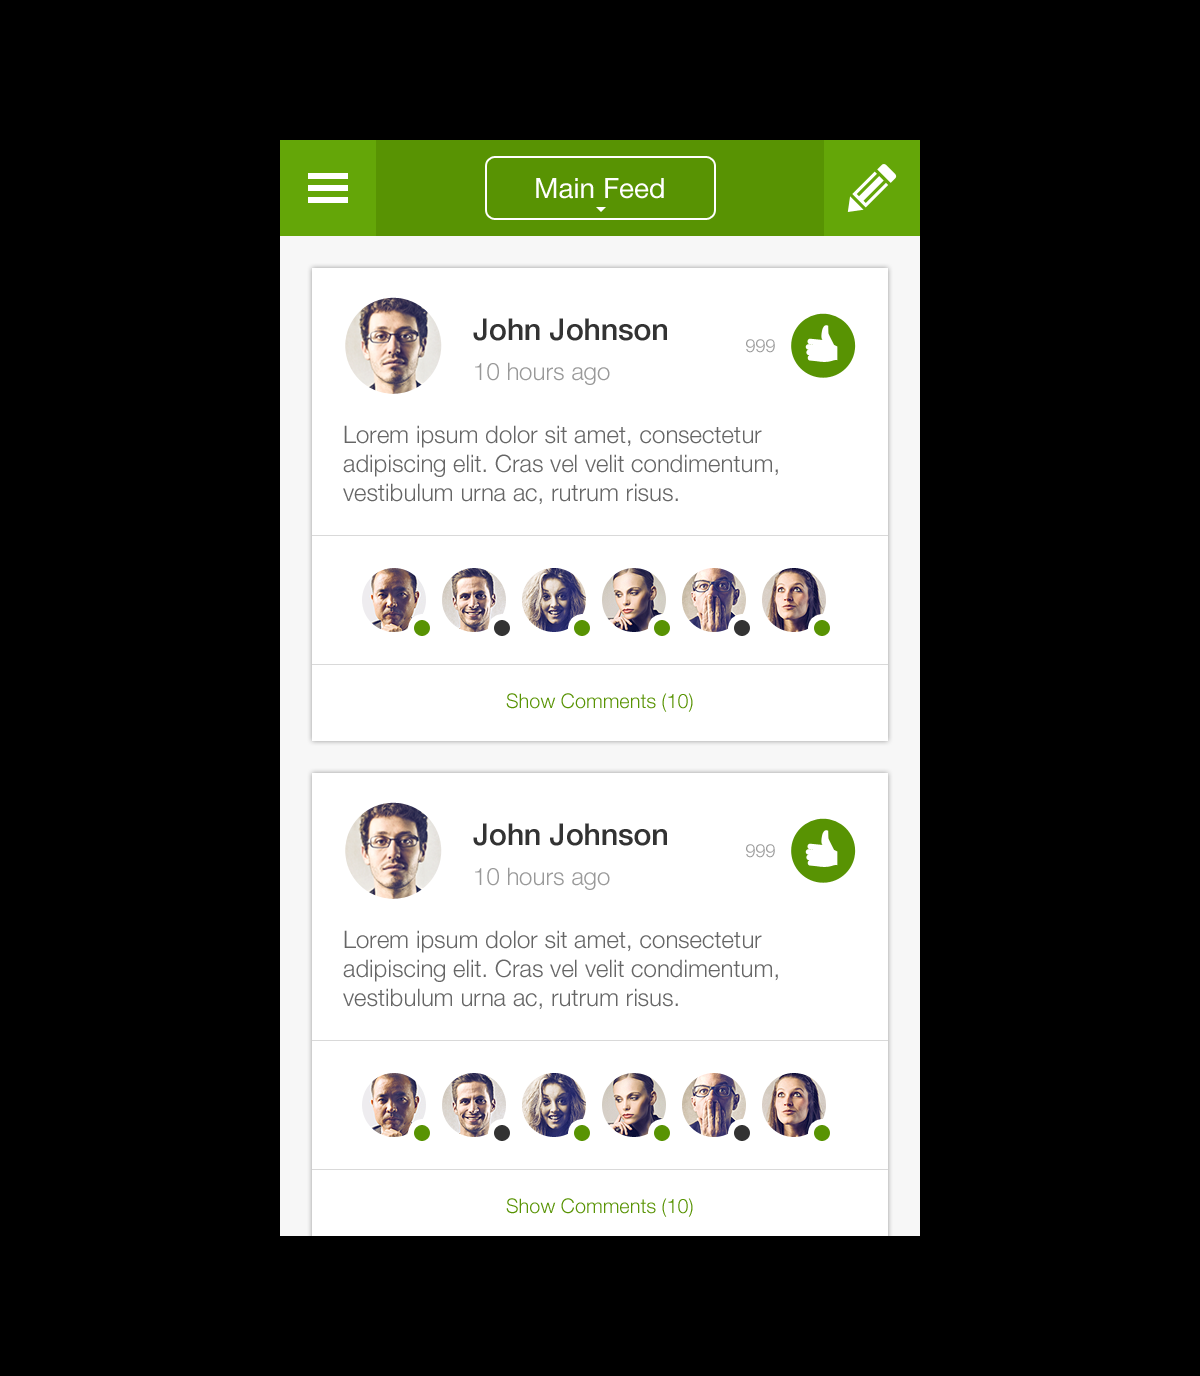 Main Feed
John Johnson
999
10 hours ago
Lorem ipsum dolor sit amet, consectetur
adipiscing elit. Cras vel velit condimentum,
vestibulum urna ac, rutrum risus.
Show Comments (10)
John Johnson
999
10 hours ago
Lorem ipsum dolor sit amet, consectetur
adipiscing elit. Cras vel velit condimentum,
vestibulum urna ac, rutrum risus.
Show Comments (10)